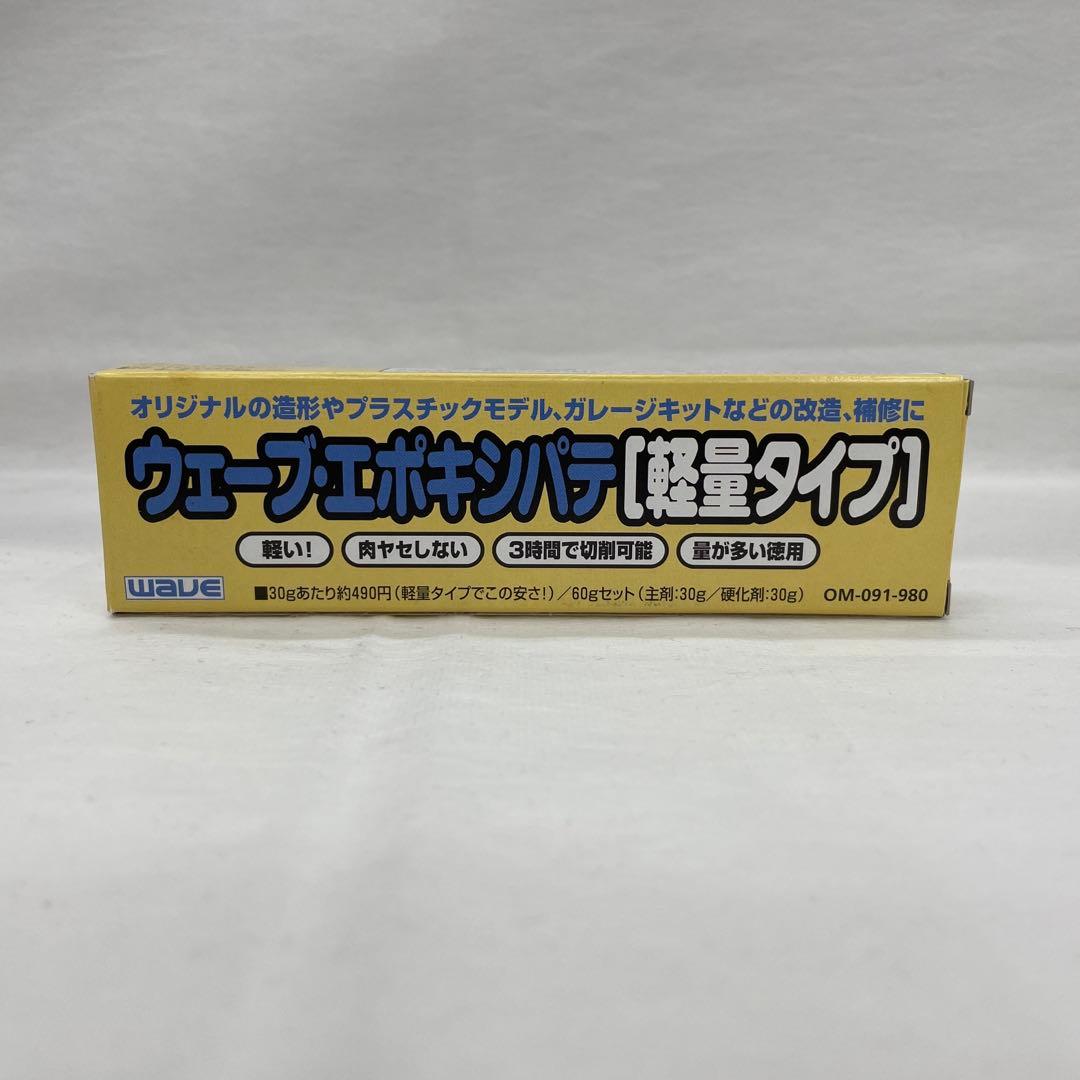 オリジナルの造形やプラスチックモデル、ガレージキットなどの改造、補修に
ウェーブ・エポキシパテ[軽量タイプ]
軽い! 肉ヤセしない 3時間で切削可能 量が多い徳用
WAVE ■30gあたり約490円(軽量タイプでこの安さ!)/60gセット(主剤:30g/硬化剤:30g) OM-091-980